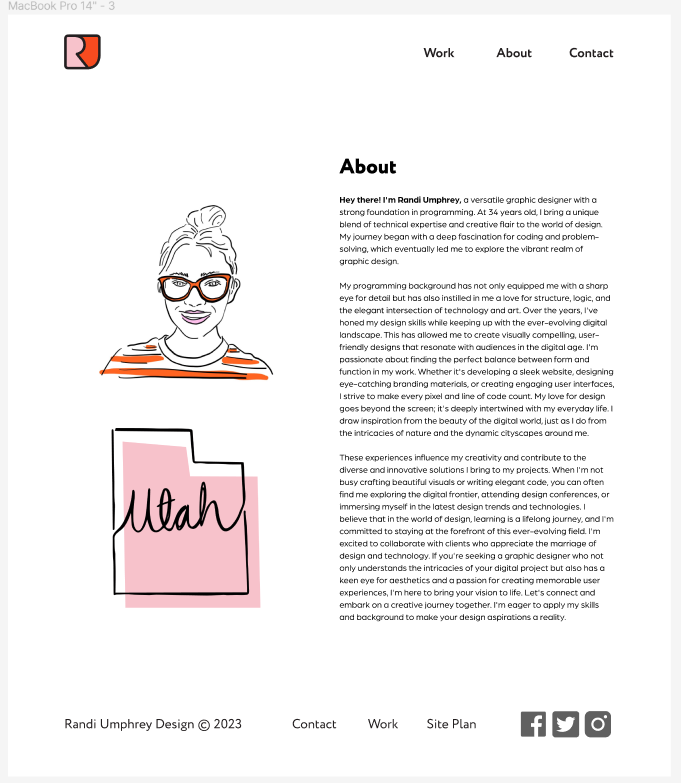 MacBook Pro 14" - 3
R
Work About Contact
About
Hey there! I'm Randi Umphrey, a versatile graphic designer with a
strong foundation in programming. At 34 years old, I bring a unique
blend of technical expertise and creative flair to the world of design.
My journey began with a deep fascination for coding and problem-
solving, which eventually led me to explore the vibrant realm of
graphic design.
My programming background has not only equipped me with a sharp
eye for detail but has also instilled in me a love for structure, logic, and
the elegant intersection of technology and art. Over the years, I've
honed my design skills while keeping up with the ever-evolving digital
landscape. This has allowed me to create visually compelling, user-
friendly designs that resonate with audiences in the digital age. I'm
passionate about finding the perfect balance between form and
function in my work. Whether it's developing a sleek website, designing
eye-catching branding materials, or creating engaging user interfaces,
I strive to make every pixel and line of code count. My love for design
goes beyond the screen; it's deeply intertwined with my everyday life. I
draw inspiration from the beauty of the digital world, just as I do from
the intricacies of nature and the dynamic cityscapes around me.
These experiences influence my creativity and contribute to the
diverse and innovative solutions I bring to my projects. When I'm not
busy crafting beautiful visuals or writing elegant code, you can often
find me exploring the digital frontier, attending design conferences, or
immersing myself in the latest design trends and technologies. I
believe that in the world of design, learning is a lifelong journey, and I'm
committed to staying at the forefront of this ever-evolving field. I'm
excited to collaborate with clients who appreciate the marriage of
design and technology. If you're seeking a graphic designer who not
only understands the intricacies of your digital project but also has a
keen eye for aesthetics and a passion for creating memorable user
experiences, I'm here to bring your vision to life. Let's connect and
embark on a creative journey together. I'm eager to apply my skills
and background to make your design aspirations a reality.
Utah
Randi Umphrey Design © 2023 Contact Work Site Plan